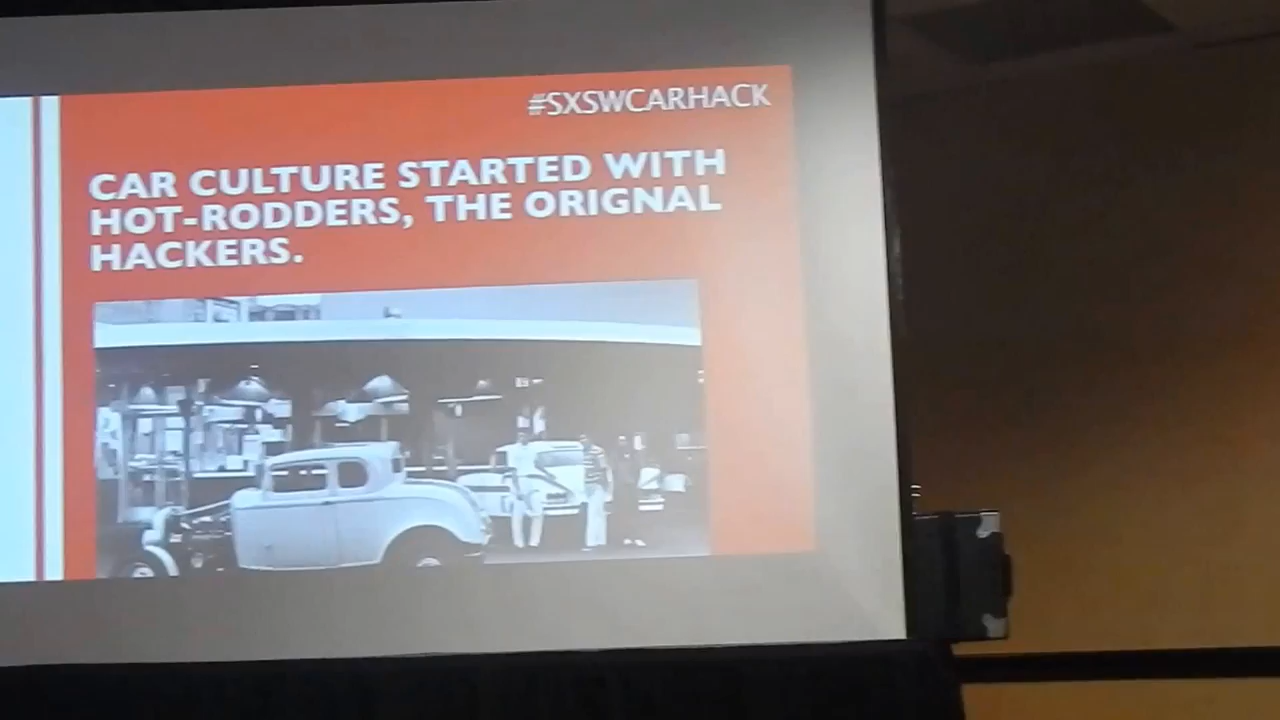 #SXSWCARHACK
CAR CULTURE STARTED WITH
HOT-RODDERS, THE ORIGNAL
HACKERS.